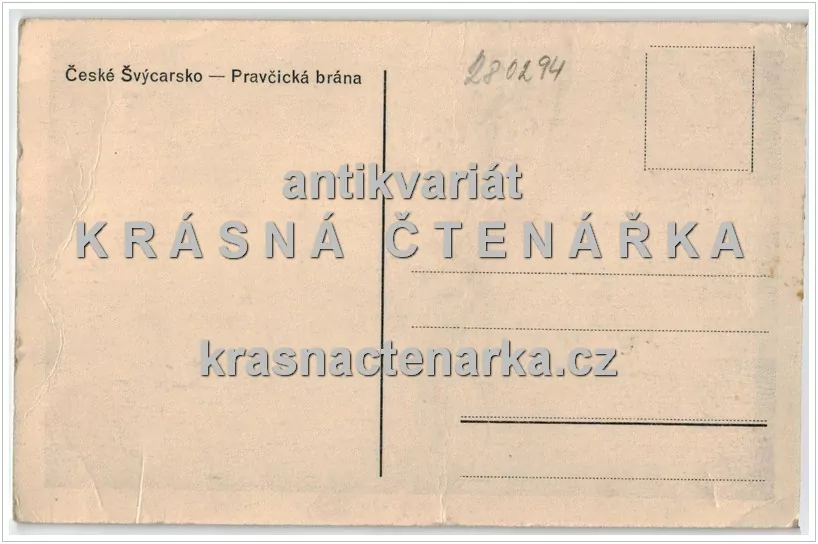 České Švýcarsko — Pravčická brána
280294
antikvariát
KRÁSNÁ ČTENÁŘKA
krasnactenarka.cz